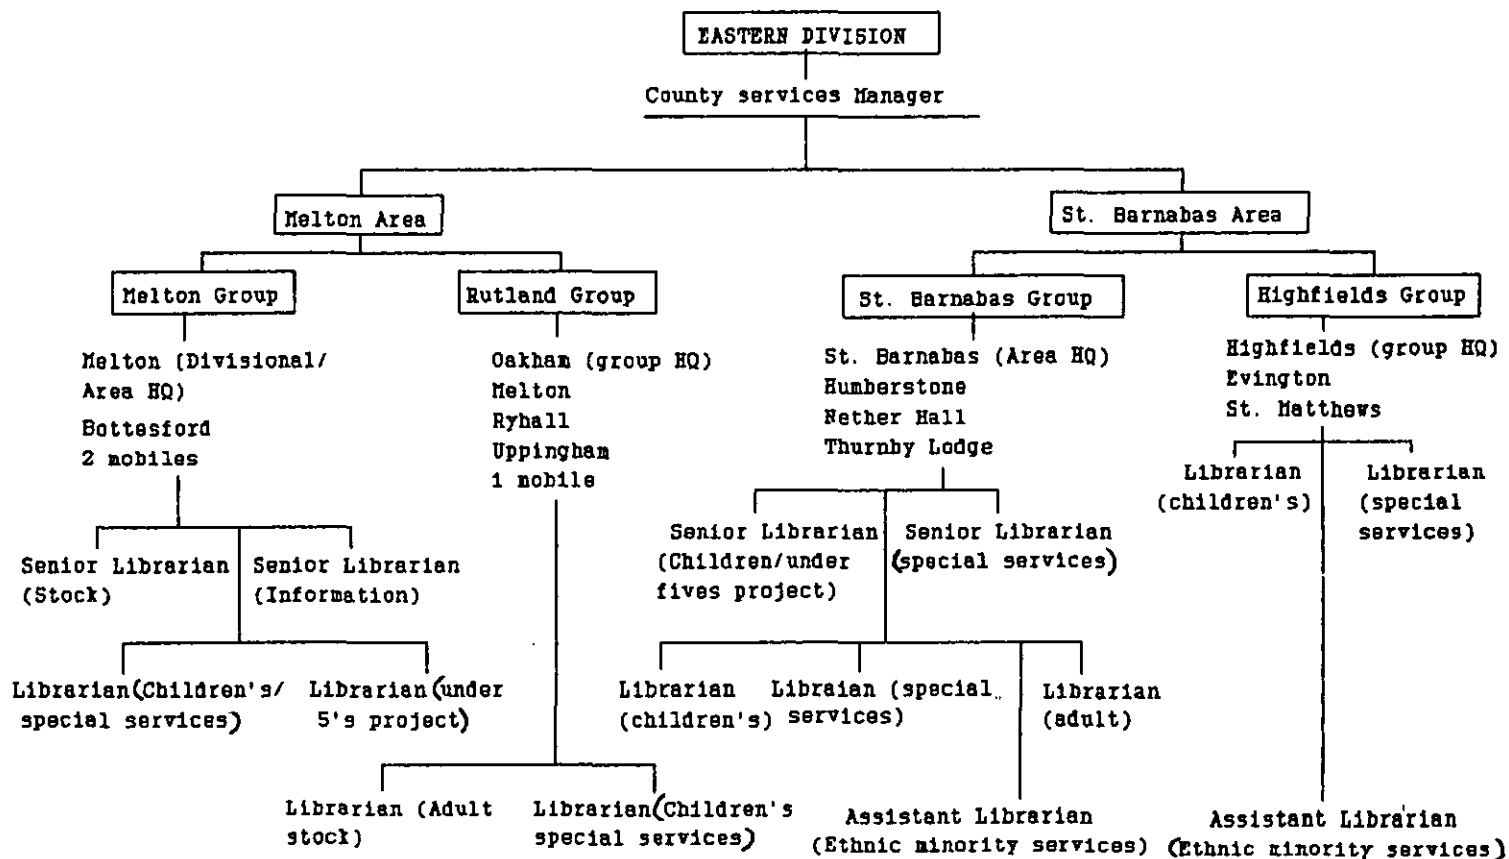 EASTERN DIVISION
County services Manager
Melton Area
St. Barnabas Area
Melton Group
Rutland Group
St. Barnabas Group
Highfields Group
Melton (Divisional/
Area HQ)
Bottesford
2 mobiles
Oakham (group HQ)
Melton
Ryhall
Uppingham
1 mobile
St. Barnabas (Area HQ)
Humberstone
Nether Hall
Thurnby Lodge
Highfields (group HQ)
Evington
St. Matthews
Senior Librarian
(Stock)
Senior Librarian
(Information)
Senior Librarian
(Children/under
fives project)
Senior Librarian
(special services)
Librarian
(children's)
Librarian
(special
services)
Librarian(Children's/
special services)
Librarian(under
5's project)
Librarian
(children's)
Libraian (special
services)
Librarian
(adult)
Librarian (Adult
stock)
Librarian(Children's
special services)
Assistant Librarian
(Ethnic minority services)
Assistant Librarian
(Ethnic minority services)